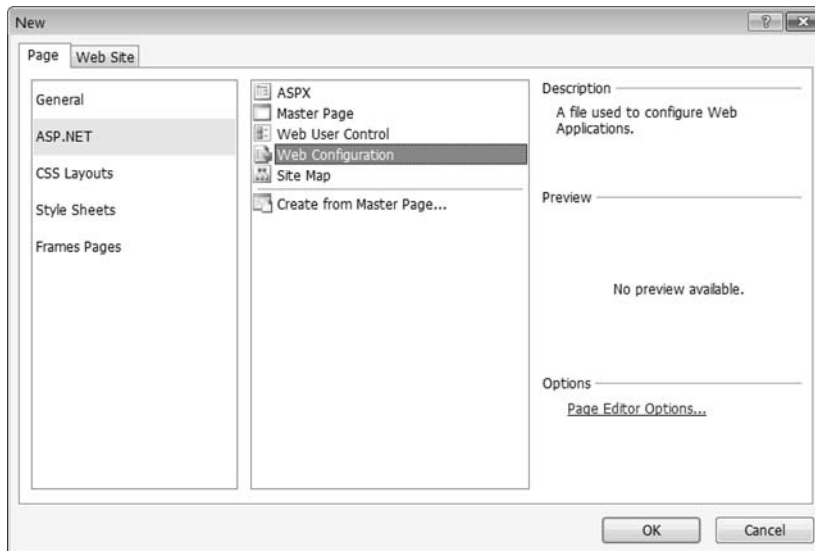 New
Page
Web Site
General
ASP.NET
CSS Layouts
Style Sheets
Frames Pages
ASPX
Master Page
Web User Control
Web Configuration
Site Map
Create from Master Page...
Description
A file used to configure Web
Applications.
Preview
No preview available.
Options
Page Editor Options...
OK
Cancel